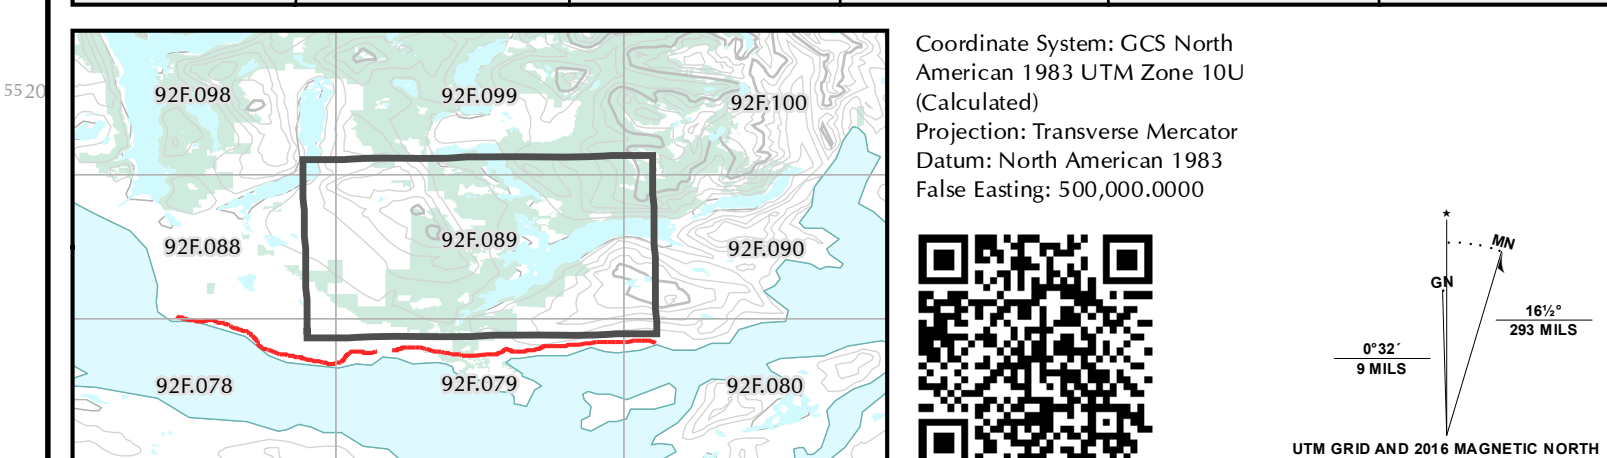 55 20
92F.098
92F.099
92F.100
92F.088
92F.089
92F.090
92F.078
92F.079
92F.080
Coordinate System: GCS North
American 1983 UTM Zone 10U
(Calculated)
Projection: Transverse Mercator
Datum: North American 1983
False Easting: 500,000.0000
MN
GN
16½°
293 MILS
0°32´
9 MILS
UTM GRID AND 2016 MAGNETIC NORTH